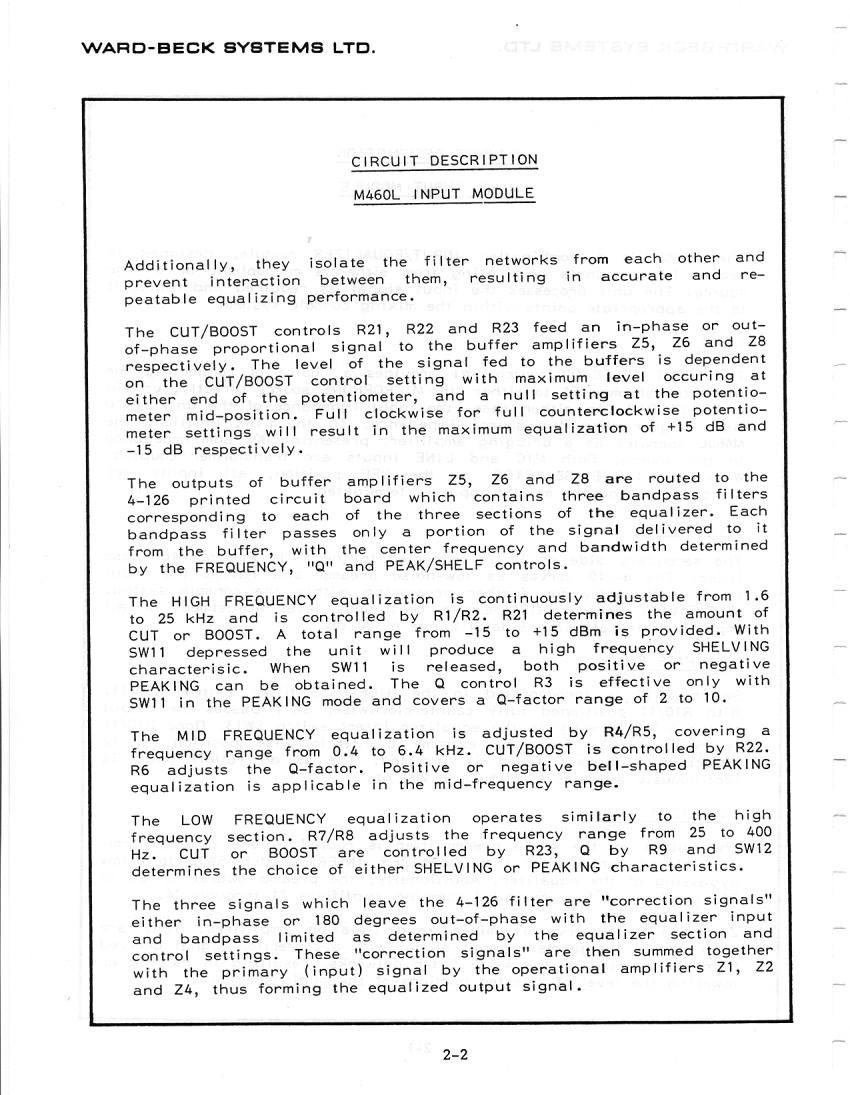 WARD-BECK SYSTEMS LTD.
CIRCUIT DESCRIPTION
M460L INPUT MODULE
Additionally, they isolate the filter networks from each other and
prevent interaction between them, resulting in accurate and re-
peatable equalizing performance.
The CUT/BOOST controls R21, R22 and R23 feed an in-phase or out-
of-phase proportional signal to the buffer amplifiers Z5, Z6 and Z8
respectively. The level of the signal fed to the buffers is dependent
on the CUT/BOOST control setting with maximum level occuring at
either end of the potentiometer, and a null setting at the potentio-
meter mid-position. Full clockwise for full counterclockwise potentio-
meter settings will result in the maximum equalization of +15 dB and
-15 dB respectively.
The outputs of buffer amplifiers Z5, Z6 and Z8 are routed to the
4-126 printed circuit board which contains three bandpass filters
corresponding to each of the three sections of the equalizer. Each
bandpass filter passes only a portion of the signal delivered to it
from the buffer, with the center frequency and bandwidth determined
by the FREQUENCY, "Q" and PEAK/SHELF controls.
The HIGH FREQUENCY equalization is continuously adjustable from 1.6
to 25 kHz and is controlled by R1/R2. R21 determines the amount of
CUT or BOOST. A total range from -15 to +15 dBm is provided. With
SW11 depressed the unit will produce a high frequency SHELVING
characterisic. When SW11 is released, both positive or negative
PEAKING can be obtained. The Q control R3 is effective only with
SW11 in the PEAKING mode and covers a Q-factor range of 2 to 10.
The MID FREQUENCY equalization is adjusted by R4/R5, covering a
frequency range from 0.4 to 6.4 kHz. CUT/BOOST is controlled by R22.
R6 adjusts the Q-factor. Positive or negative bell-shaped PEAKING
equalization is applicable in the mid-frequency range.
The LOW FREQUENCY equalization operates similarly to the high
frequency section. R7/R8 adjusts the frequency range from 25 to 400
Hz. CUT or BOOST are controlled by R23, Q by R9 and SW12
determines the choice of either SHELVING or PEAKING characteristics.
The three signals which leave the 4-126 filter are "correction signals"
either in-phase or 180 degrees out-of-phase with the equalizer input
and bandpass limited as determined by the equalizer section and
control settings. These "correction signals" are then summed together
with the primary (input) signal by the operational amplifiers Z1, Z2
and Z4, thus forming the equalized output signal.
2-2